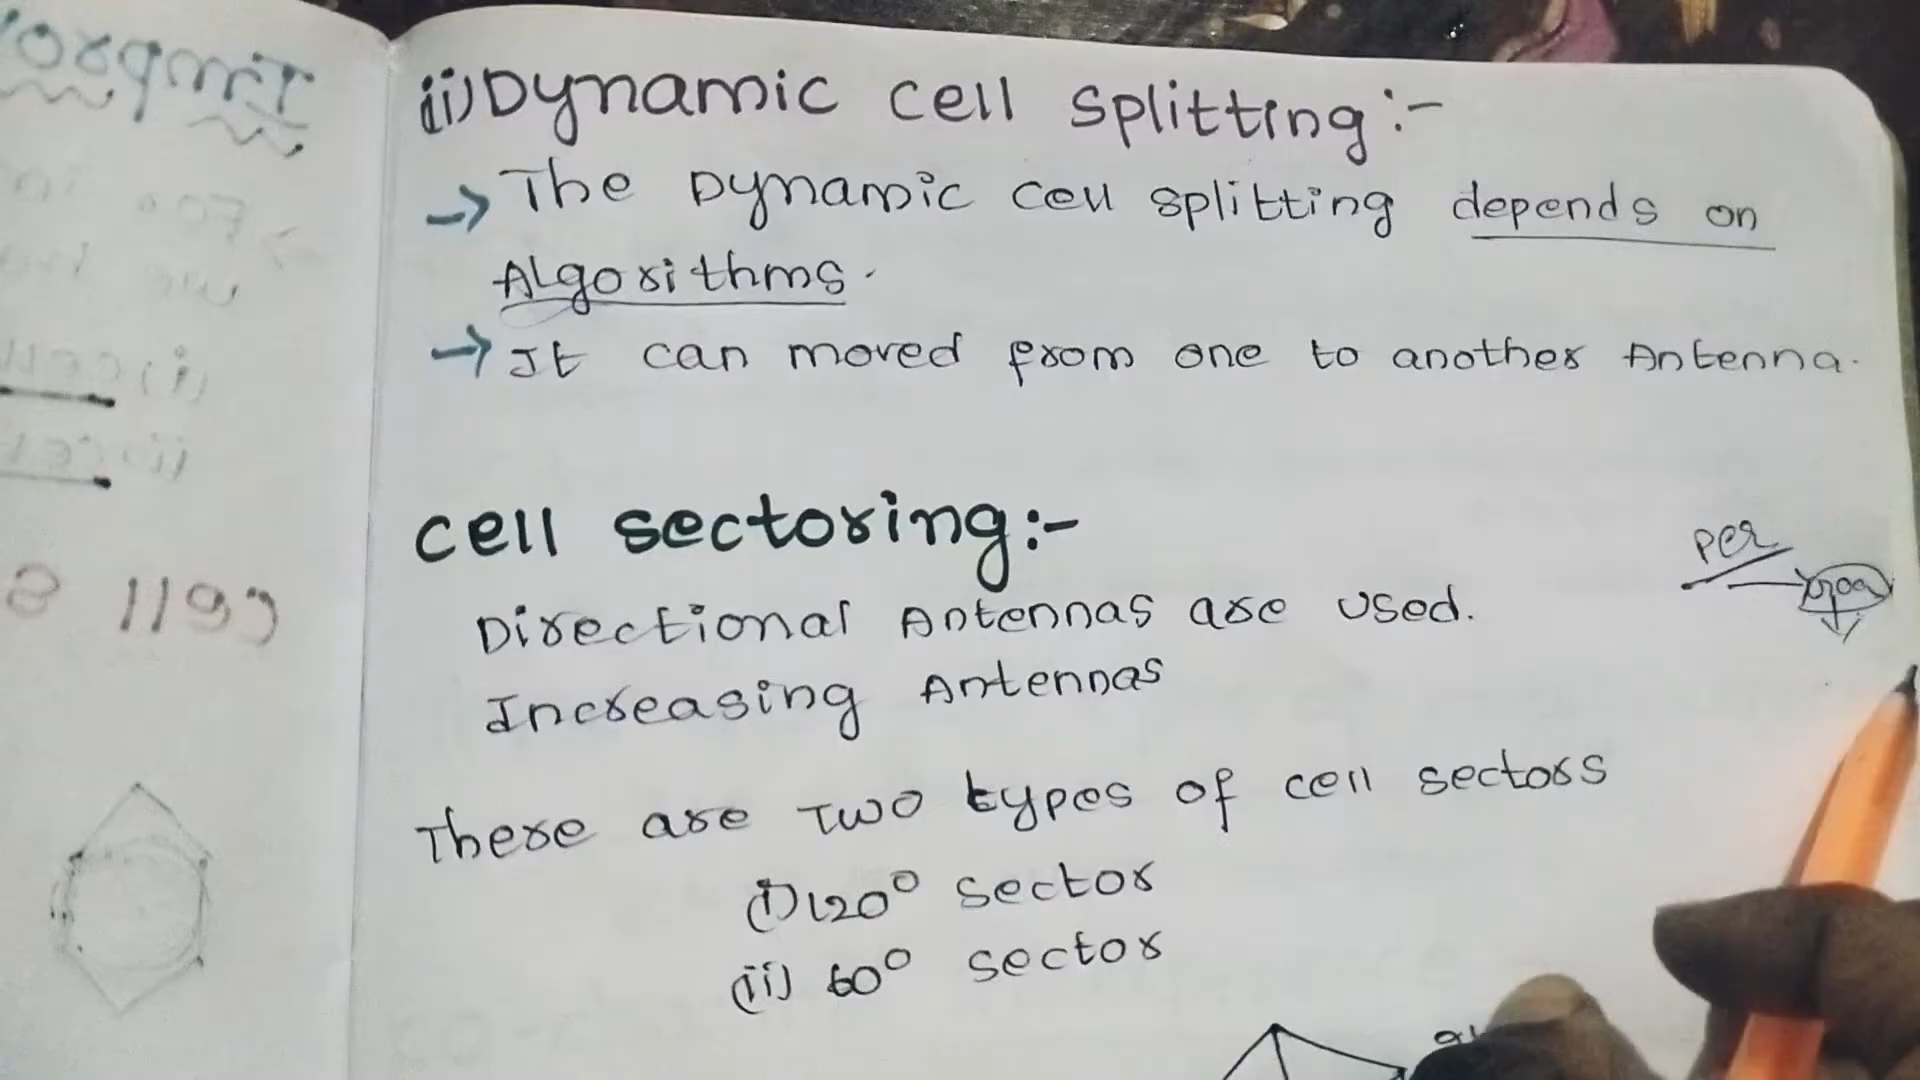 (ii) Dynamic cell splitting:-
→ The Dynamic cell splitting depends on
Algorithms.
→ It can moved from one to another Antenna.
cell sectoring:-
per
Directional Antennas are used.
Increasing Antennas
There are Two types of cell sectors
(i) 120° sector
(ii) 60° sector